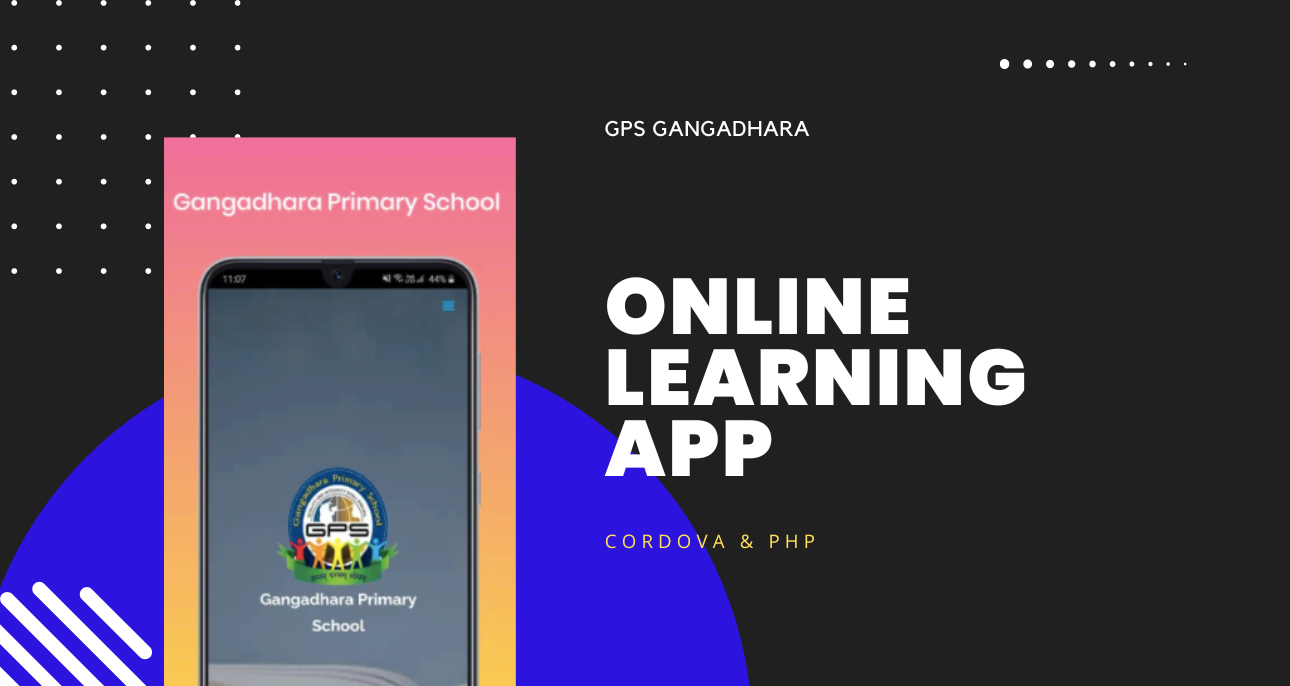 GPS GANGADHARA
Gangadhara Primary School
11:07
44%
ONLINE
LEARNING
APP
Gangadhara Primary School
GPS
CORDOVA & PHP
Gangadhara Primary
School